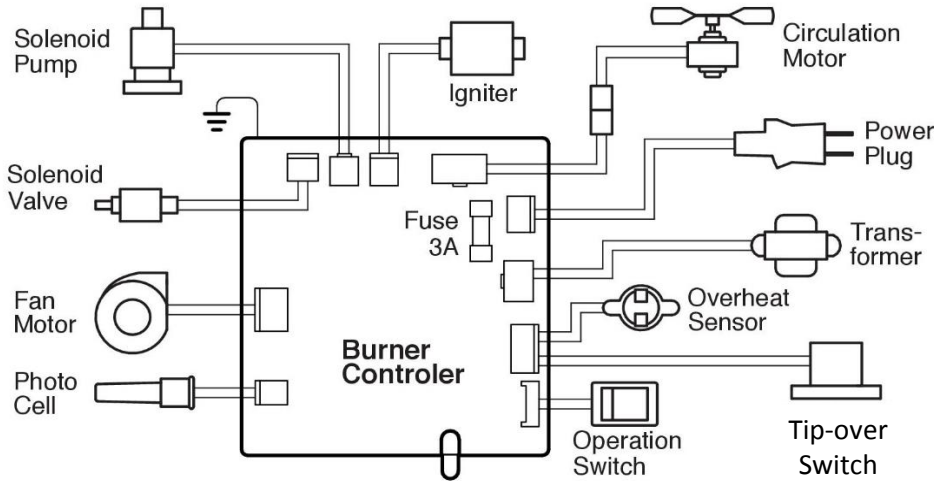 Solenoid
Pump
Igniter
Circulation
Motor
Power
Plug
Solenoid
Valve
Fuse
3A
Trans-
former
Fan
Motor
Overheat
Sensor
Burner
Controler
Photo
Cell
Operation
Switch
Tip-over
Switch